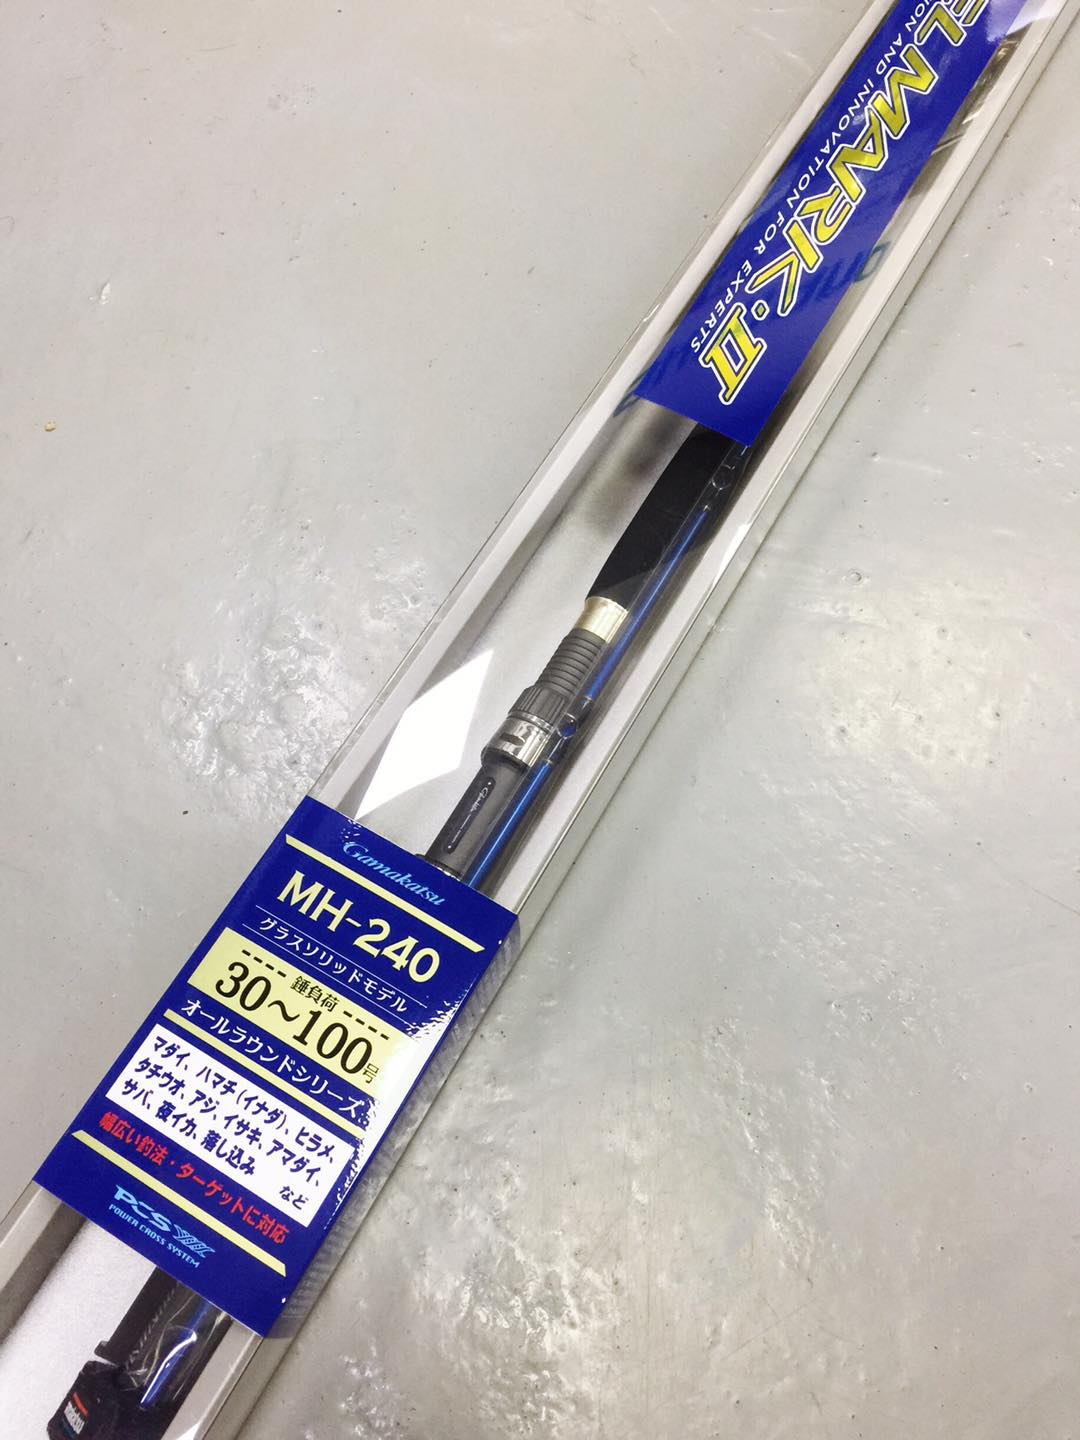 EL MARK・II
ION AND INNOVATION FOR EXPERTS
Gamakatsu
MH-240
グラスソリッドモデル
錘負荷
30〜100号
オールラウンドシリーズ
マダイ、ハマチ(イナダ)、ヒラメ、
タチウオ、アジ、イサキ、アマダイ、
サバ、夜イカ、落し込み など
幅広い釣法・ターゲットに対応
PCS
POWER CROSS SYSTEM